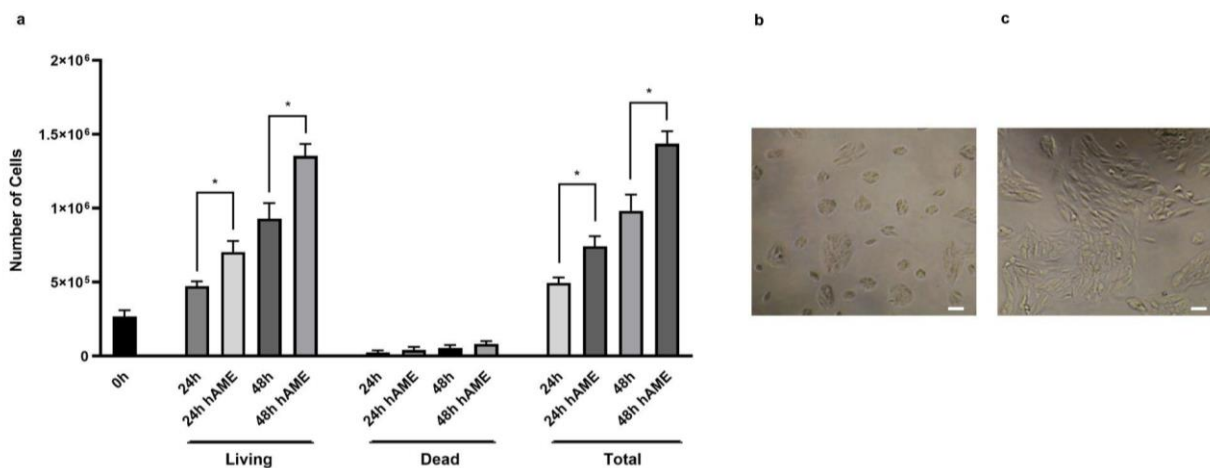 a
b
c
Number of Cells
2×10⁶
1.5×10⁶
1×10⁶
5×10⁵
0
*
*
*
*
0h
24h
24h hAME
48h
48h hAME
24h
24h hAME
48h
48h hAME
24h
24h hAME
48h
48h hAME
Living
Dead
Total